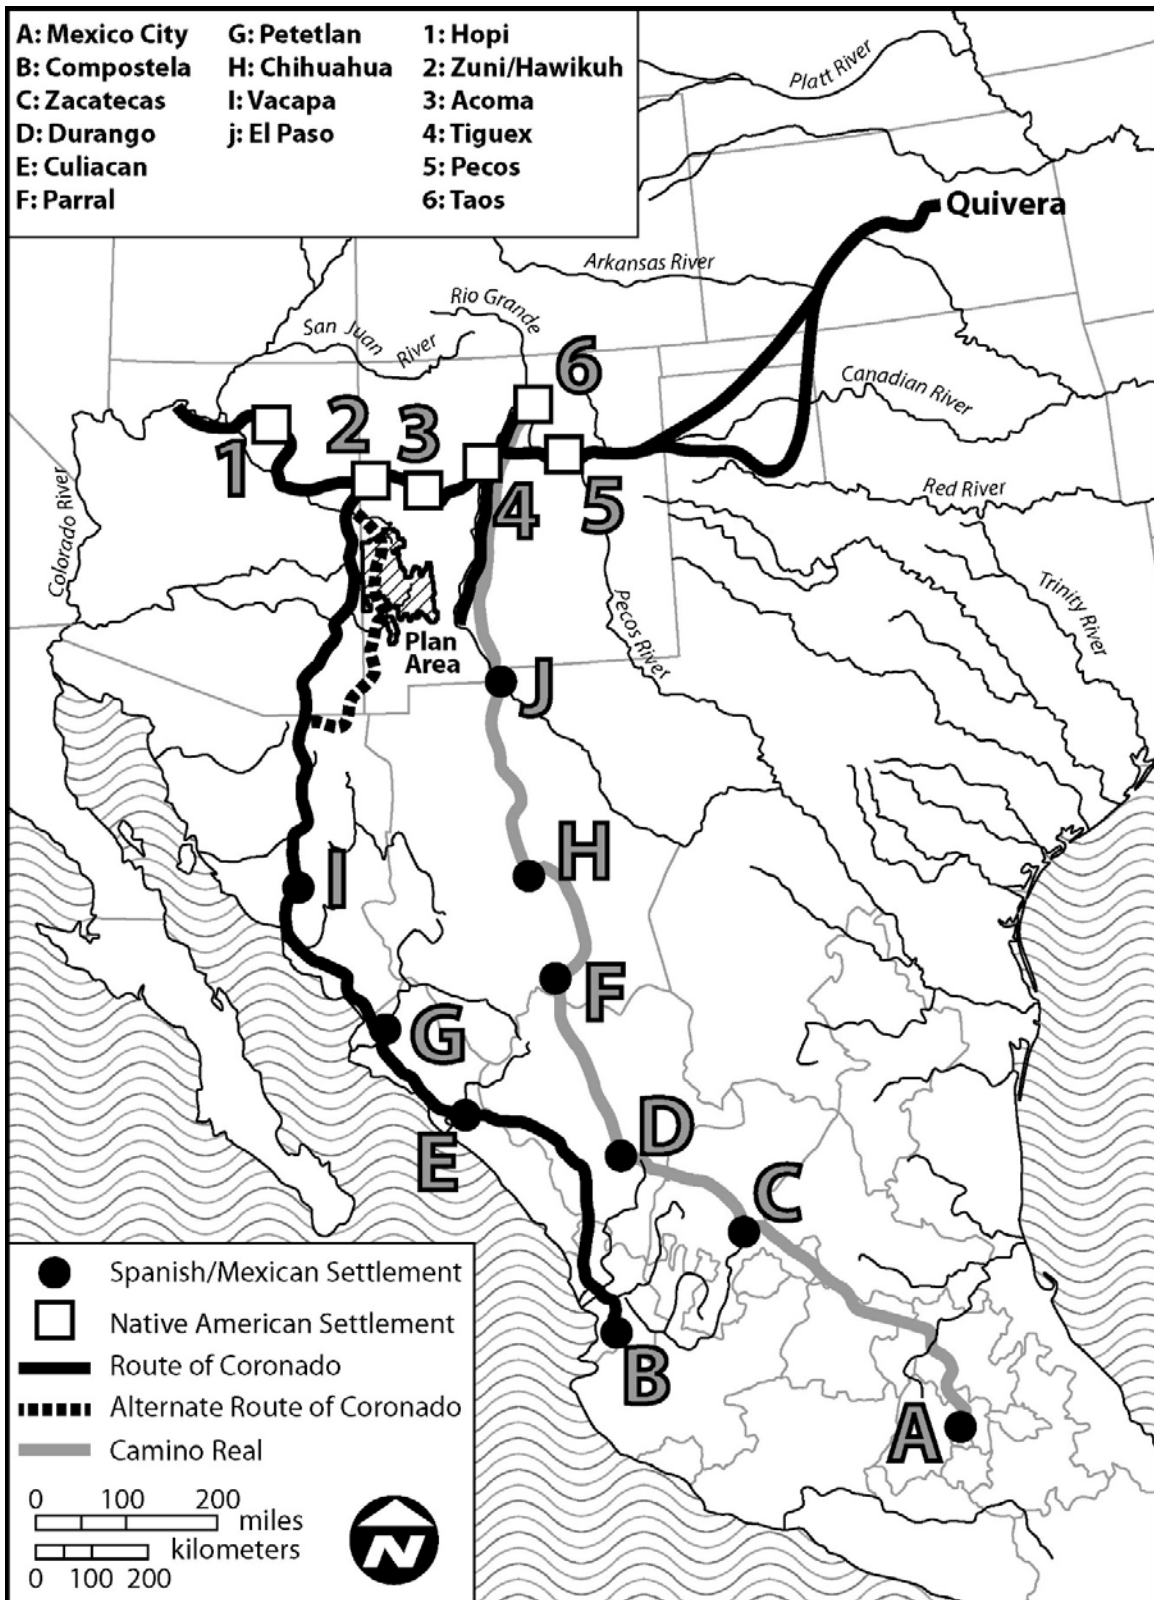 A: Mexico City G: Petetlan 1: Hopi
B: Compostela H: Chihuahua 2: Zuni/Hawikuh
C: Zacatecas I: Vacapa 3: Acoma
D: Durango j: El Paso 4: Tiguex
E: Culiacan 5: Pecos
F: Parral 6: Taos
Platt River
Quivera
Arkansas River
Rio Grande
San Juan River
6
Canadian River
2
3
1
4
5
Red River
Colorado River
Trinity River
Pecos River
Plan
Area
J
H
I
F
G
D
E
C
B
A
Spanish/Mexican Settlement
Native American Settlement
Route of Coronado
Alternate Route of Coronado
Camino Real
0 100 200
miles
kilometers
0 100 200
N